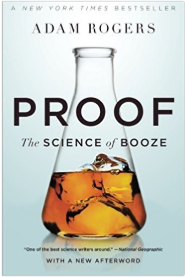 A NEW YORK TIMES BESTSELLER
ADAM ROGERS
PROOF
The SCIENCE of BOOZE
"One of the best science writers around." —National Geographic
WITH A NEW AFTERWORD